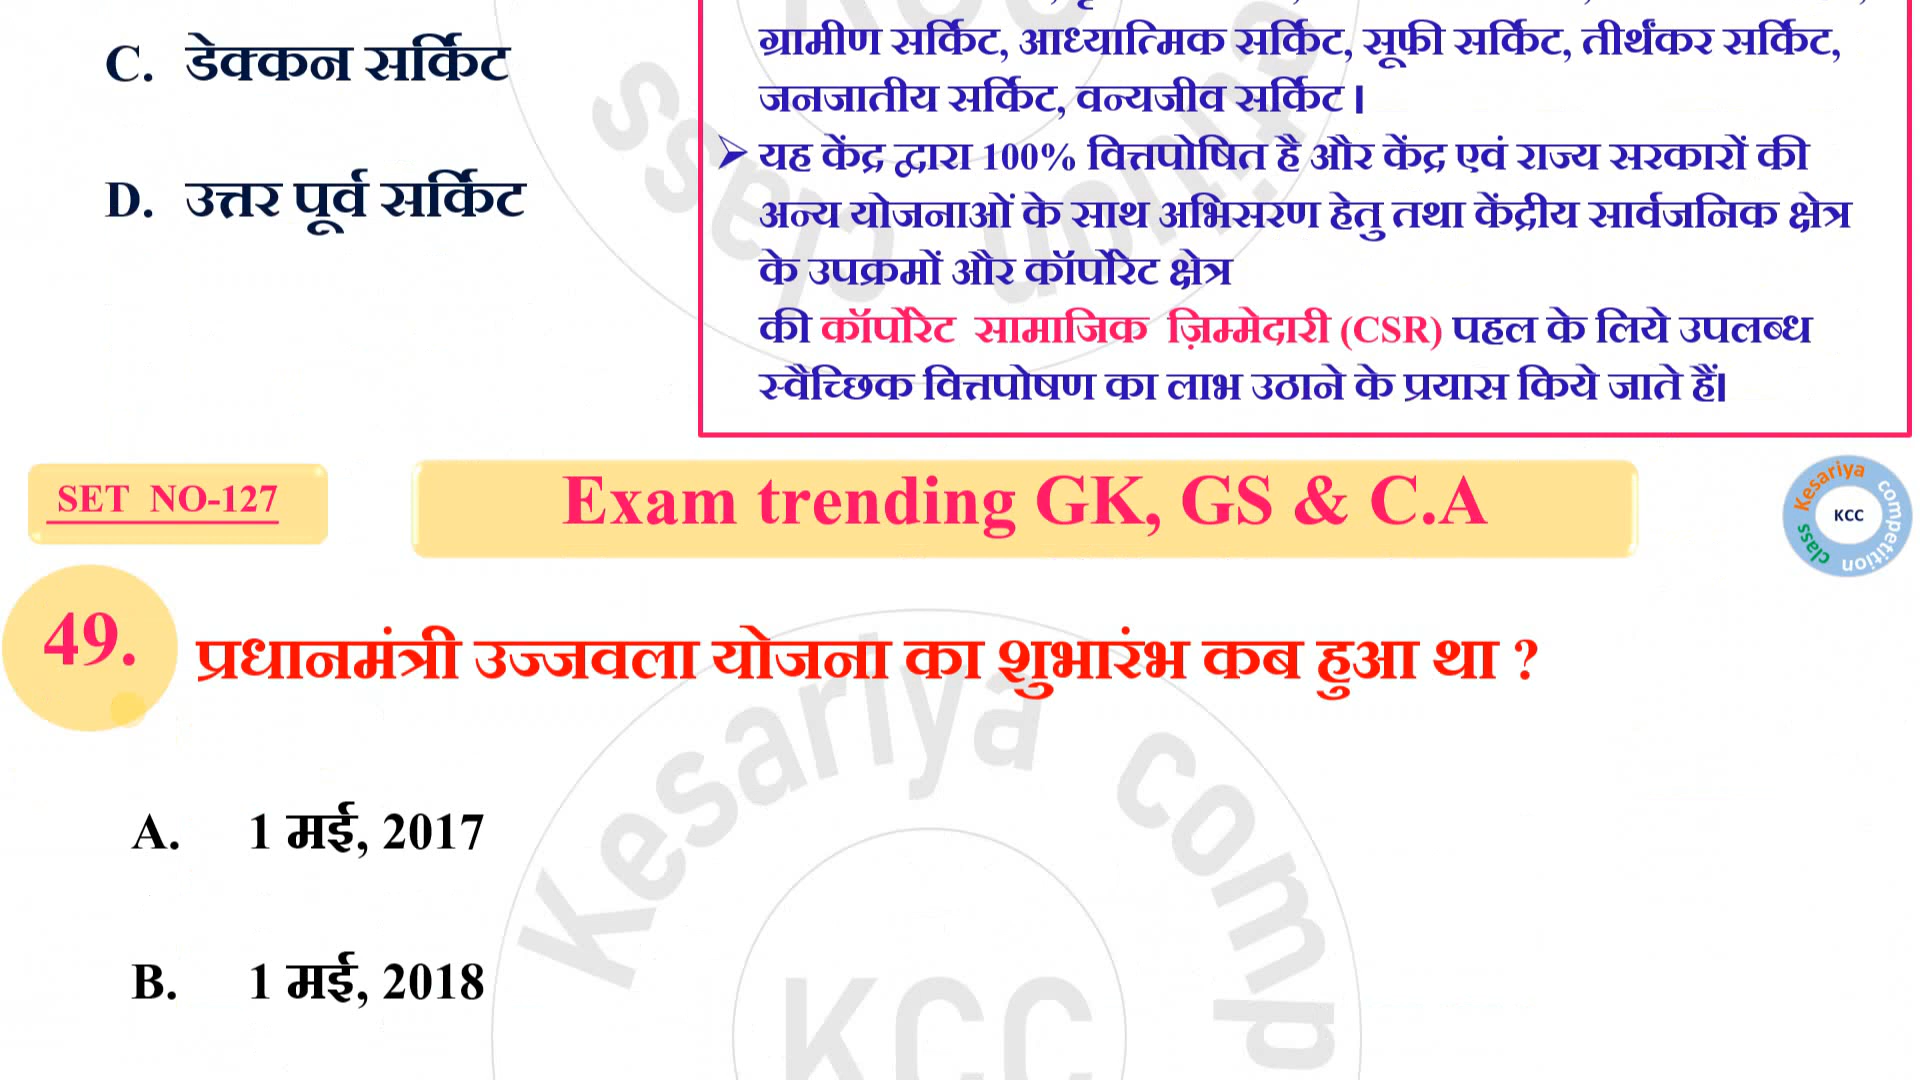 C. डेक्कन सर्किट
D. उत्तर पूर्व सर्किट
ग्रामीण सर्किट, आध्यात्मिक सर्किट, सूफी सर्किट, तीर्थंकर सर्किट,
जनजातीय सर्किट, वन्यजीव सर्किट ।
➤ यह केंद्र द्वारा 100% वित्तपोषित है और केंद्र एवं राज्य सरकारों की
अन्य योजनाओं के साथ अभिसरण हेतु तथा केंद्रीय सार्वजनिक क्षेत्र
के उपक्रमों और कॉर्पोरेट क्षेत्र
की कॉर्पोरेट सामाजिक ज़िम्मेदारी (CSR) पहल के लिये उपलब्ध
स्वैच्छिक वित्तपोषण का लाभ उठाने के प्रयास किये जाते हैं।
SET NO-127
Exam trending GK, GS & C.A
Kesariya competition class
KCC
49. प्रधानमंत्री उज्जवला योजना का शुभारंभ कब हुआ था ?
A. 1 मई, 2017
B. 1 मई, 2018
Kesariya comp
KCC